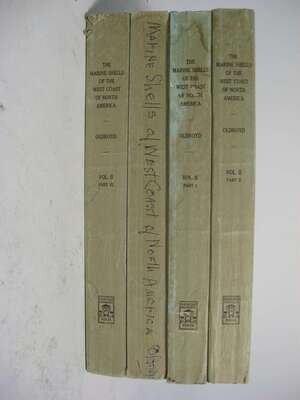 THE
MARINE SHELLS
OF THE
WEST COAST
OF NORTH
AMERICA
OLDROYD
VOL. II
PART III
Marine Shells of West Coast of North America
THE
MARINE SHELLS
OF THE
WEST COAST
AMERICA
OLDROYD
VOL. II
PART I
THE
MARINE SHELLS
OF THE
WEST COAST
OF NORTH
AMERICA
OLDROYD
VOL. II
PART II